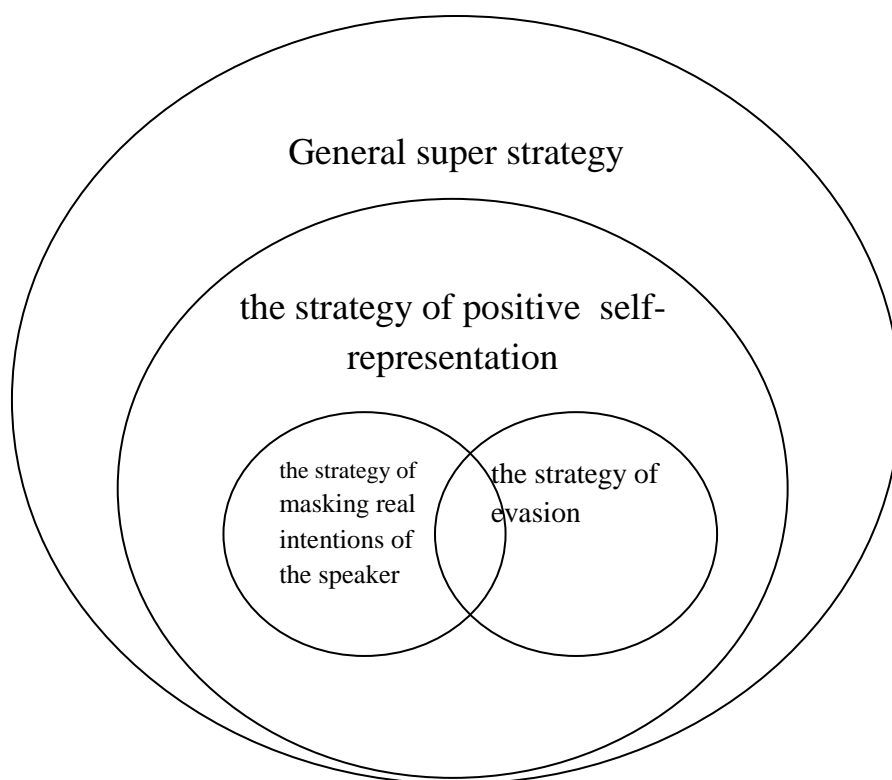 General super strategy
the strategy of positive  self-
representation
the strategy of
masking real
intentions of
the speaker
the strategy of
evasion